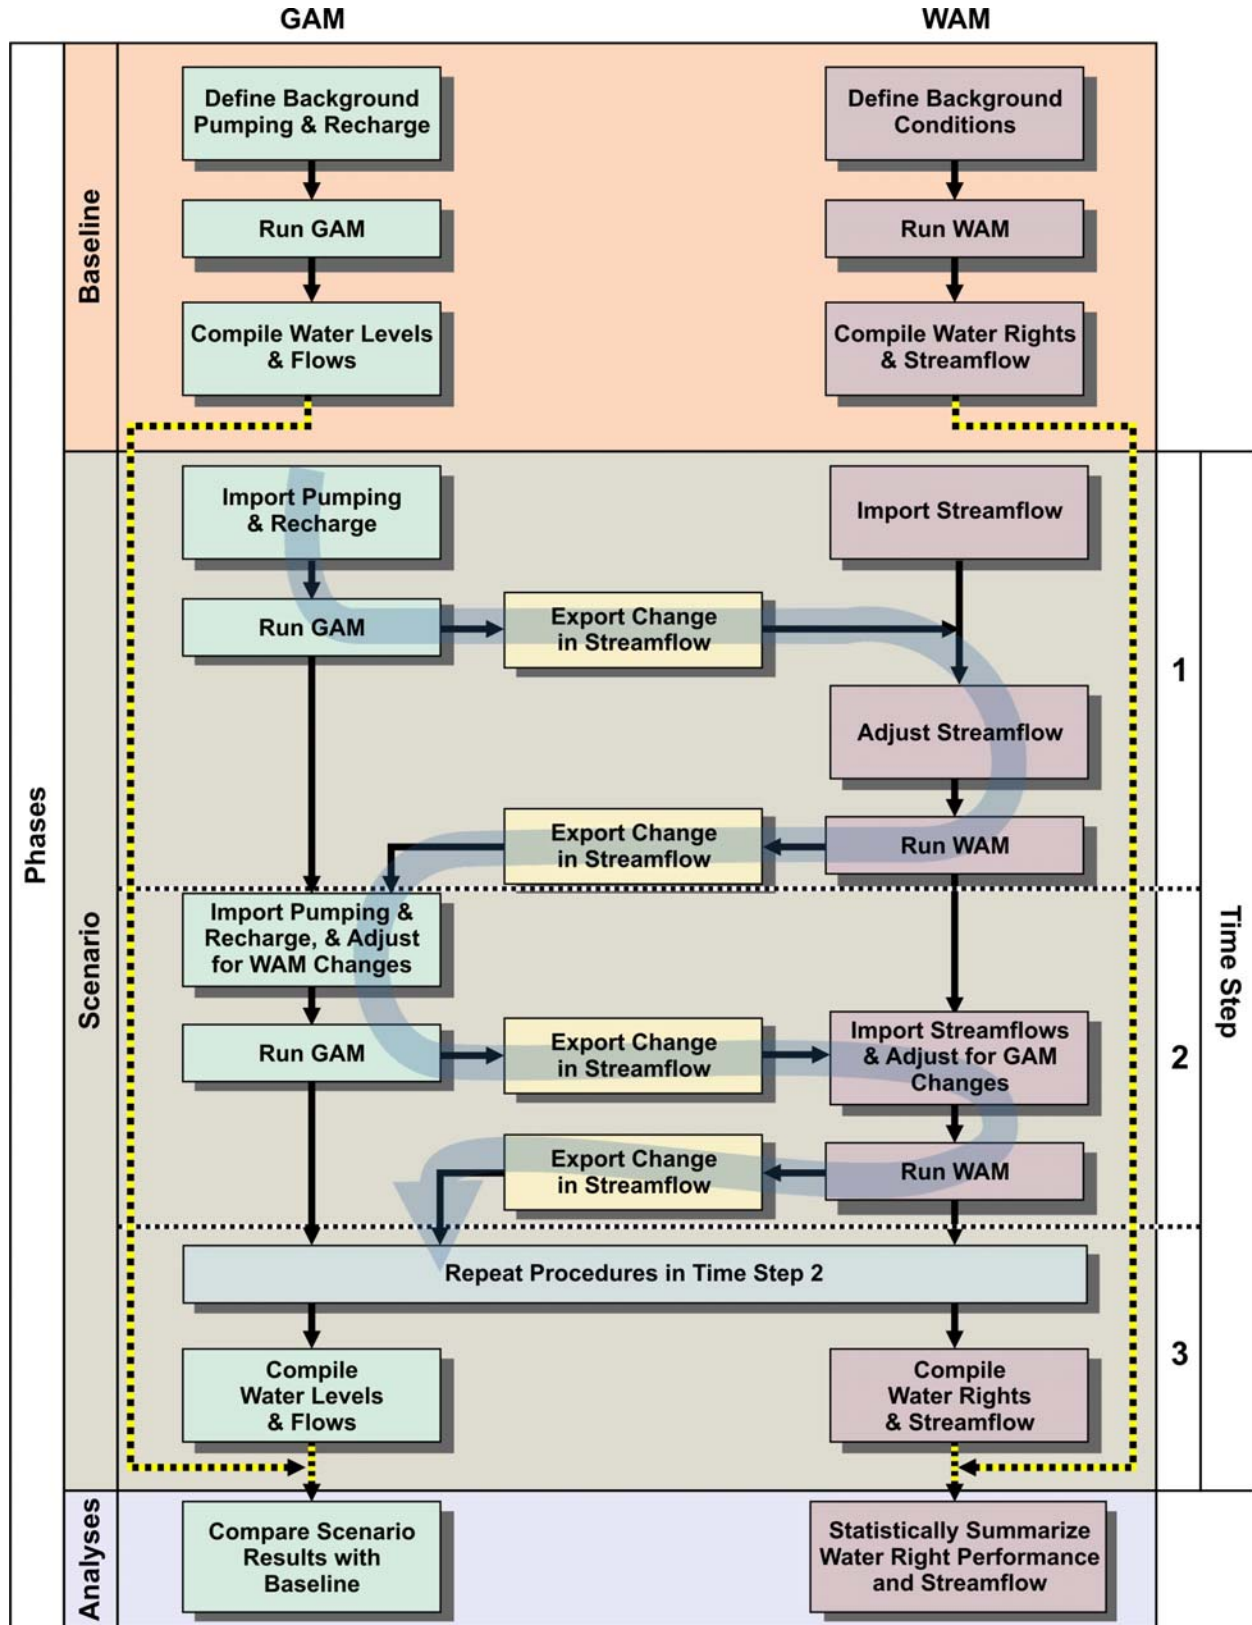 GAM
WAM
Phases
Baseline
Define Background
Pumping & Recharge
Define Background
Conditions
Run GAM
Run WAM
Compile Water Levels
& Flows
Compile Water Rights
& Streamflow
Scenario
Time Step
1
Import Pumping
& Recharge
Import Streamflow
Run GAM
Export Change
in Streamflow
Adjust Streamflow
Export Change
in Streamflow
Run WAM
2
Import Pumping &
Recharge, & Adjust
for WAM Changes
Run GAM
Export Change
in Streamflow
Import Streamflows
& Adjust for GAM
Changes
Export Change
in Streamflow
Run WAM
3
Repeat Procedures in Time Step 2
Compile
Water Levels
& Flows
Compile
Water Rights
& Streamflow
Analyses
Compare Scenario
Results with
Baseline
Statistically Summarize
Water Right Performance
and Streamflow